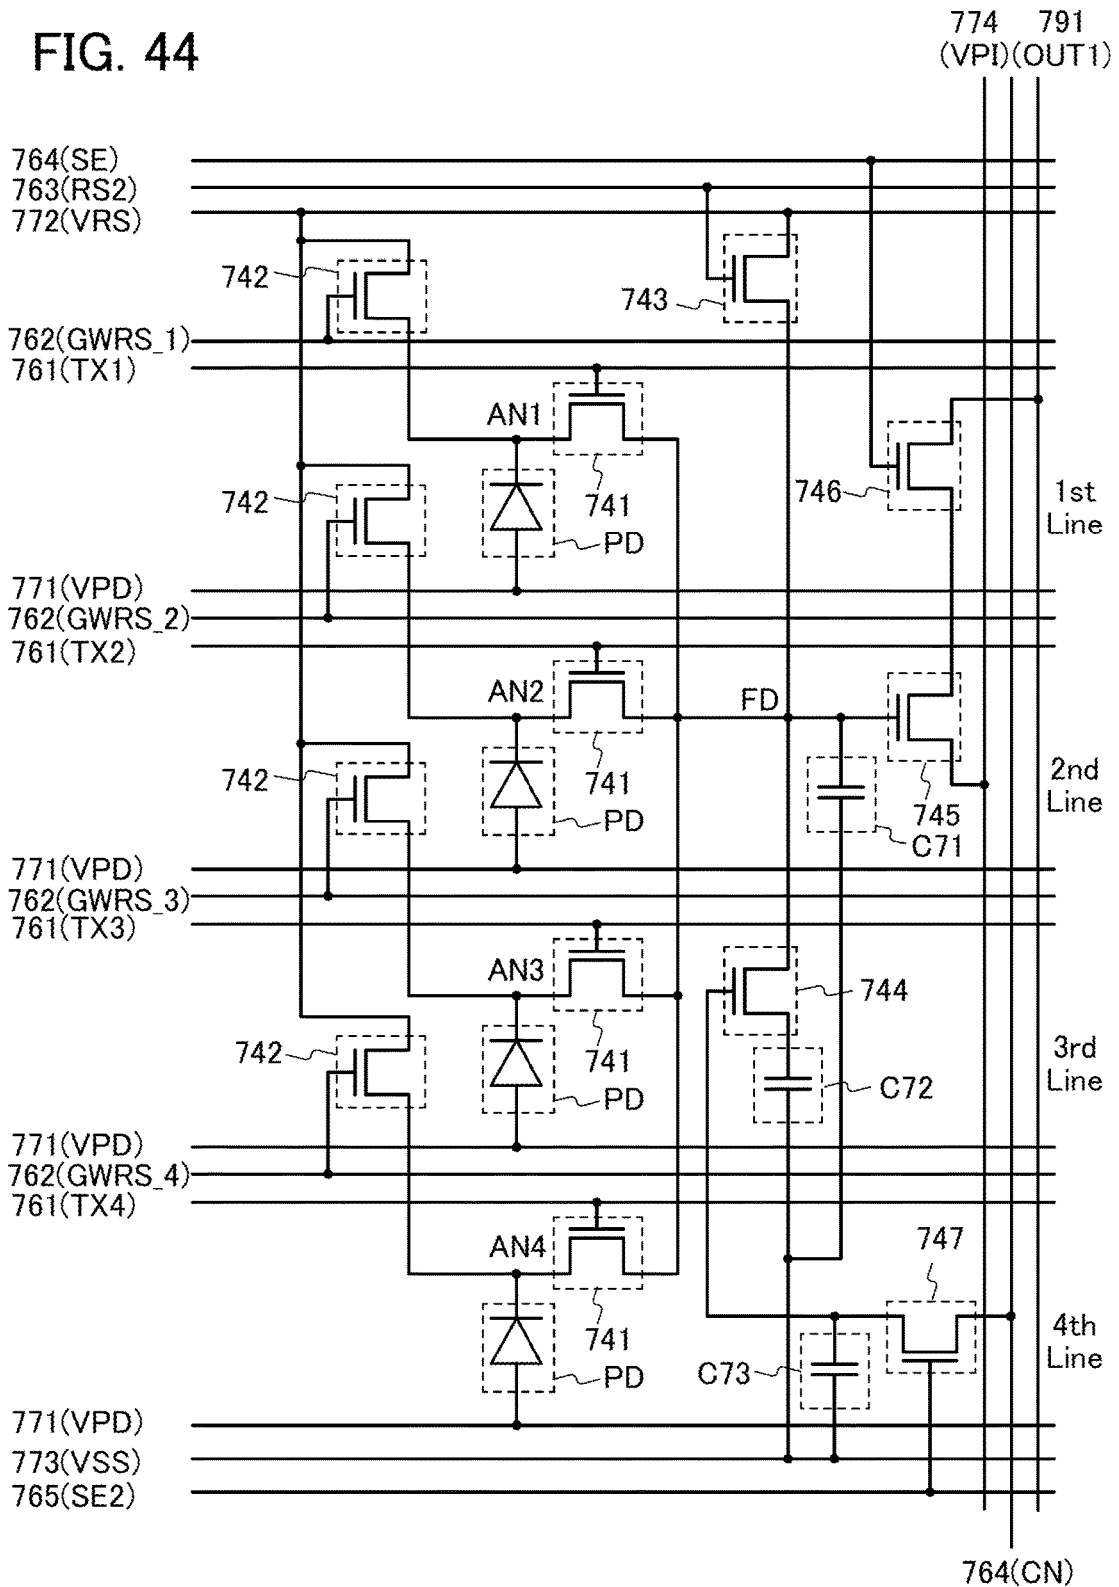 FIG. 44
774 791
(VPI)(OUT1)
764(SE)
763(RS2)
772(VRS)
742
743
762(GWRS_1)
761(TX1)
AN1
741
746
1st
Line
742
PD
771(VPD)
762(GWRS_2)
761(TX2)
AN2
FD
741
742
745
2nd
Line
PD
C71
771(VPD)
762(GWRS_3)
761(TX3)
AN3
744
742
741
3rd
Line
PD
C72
771(VPD)
762(GWRS_4)
761(TX4)
AN4
747
741
4th
Line
PD
C73
771(VPD)
773(VSS)
765(SE2)
764(CN)